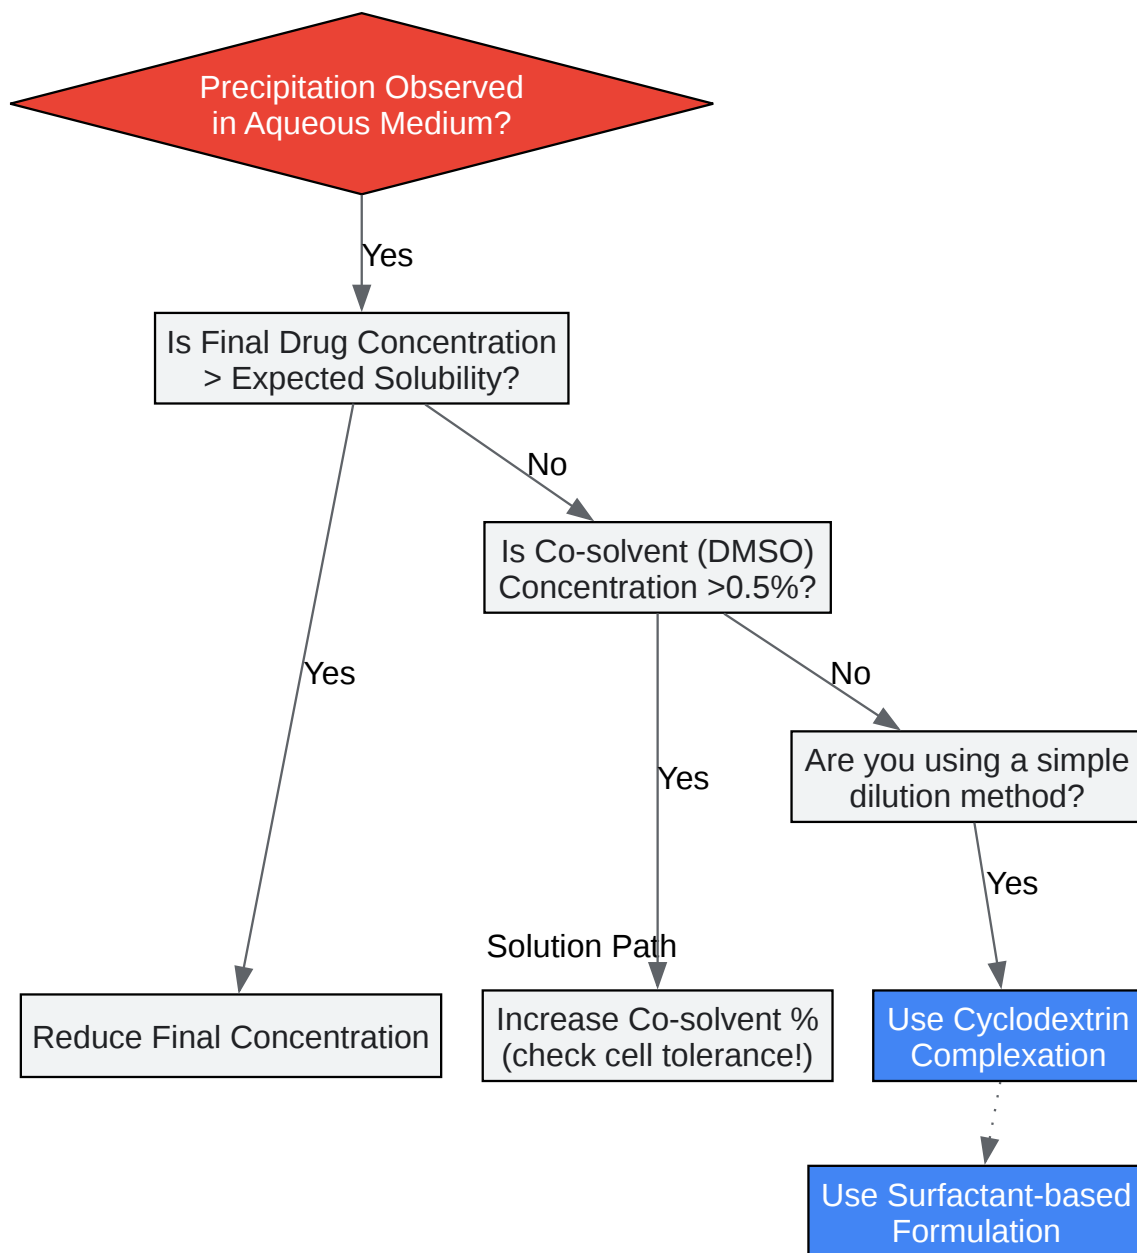 Precipitation Observed
in Aqueous Medium?
Yes
Is Final Drug Concentration
> Expected Solubility?
No
Is Co-solvent (DMSO)
Concentration >0.5%?
Yes
No
Are you using a simple
dilution method?
Yes
Yes
Solution Path
Reduce Final Concentration
Increase Co-solvent %
(check cell tolerance!)
Use Cyclodextrin
Complexation
Use Surfactant-based
Formulation